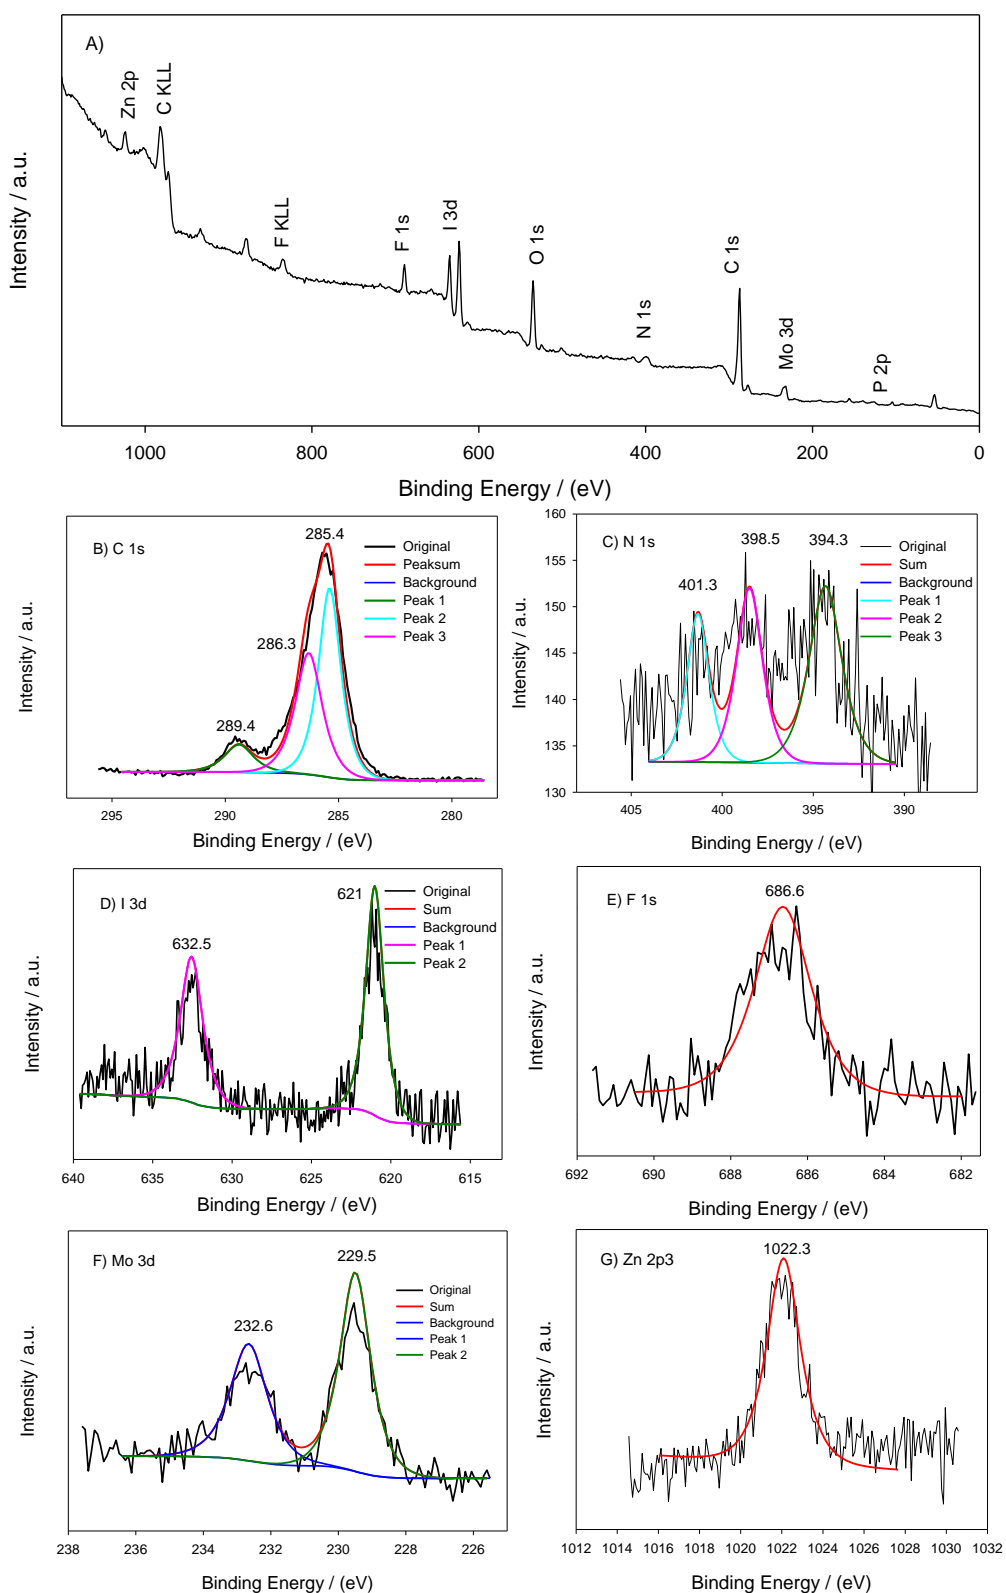 A)
Zn 2p
C KLL
F KLL
F 1s
I 3d
O 1s
N 1s
C 1s
Mo 3d
P 2p
Intensity / a.u.
1000 800 600 400 200 0
Binding Energy / (eV)
B) C 1s
285.4
286.3
289.4
Original
Peaksum
Background
Peak 1
Peak 2
Peak 3
Intensity / a.u.
295 290 285 280
Binding Energy / (eV)
C) N 1s
398.5
394.3
401.3
Original
Sum
Background
Peak 1
Peak 2
Peak 3
Intensity / a.u.
160
155
150
145
140
135
130
405 400 395 390
Binding Energy / (eV)
D) I 3d
621
632.5
Original
Sum
Background
Peak 1
Peak 2
Intensity / a.u.
640 635 630 625 620 615
Binding Energy / (eV)
E) F 1s
686.6
Intensity / a.u.
692 690 688 686 684 682
Binding Energy / (eV)
F) Mo 3d
229.5
232.6
Original
Sum
Background
Peak 1
Peak 2
Intensity / a.u.
238 236 234 232 230 228 226
Binding Energy / (eV)
G) Zn 2p3
1022.3
Intensity / a.u.
1012 1014 1016 1018 1020 1022 1024 1026 1028 1030 1032
Binding Energy / (eV)